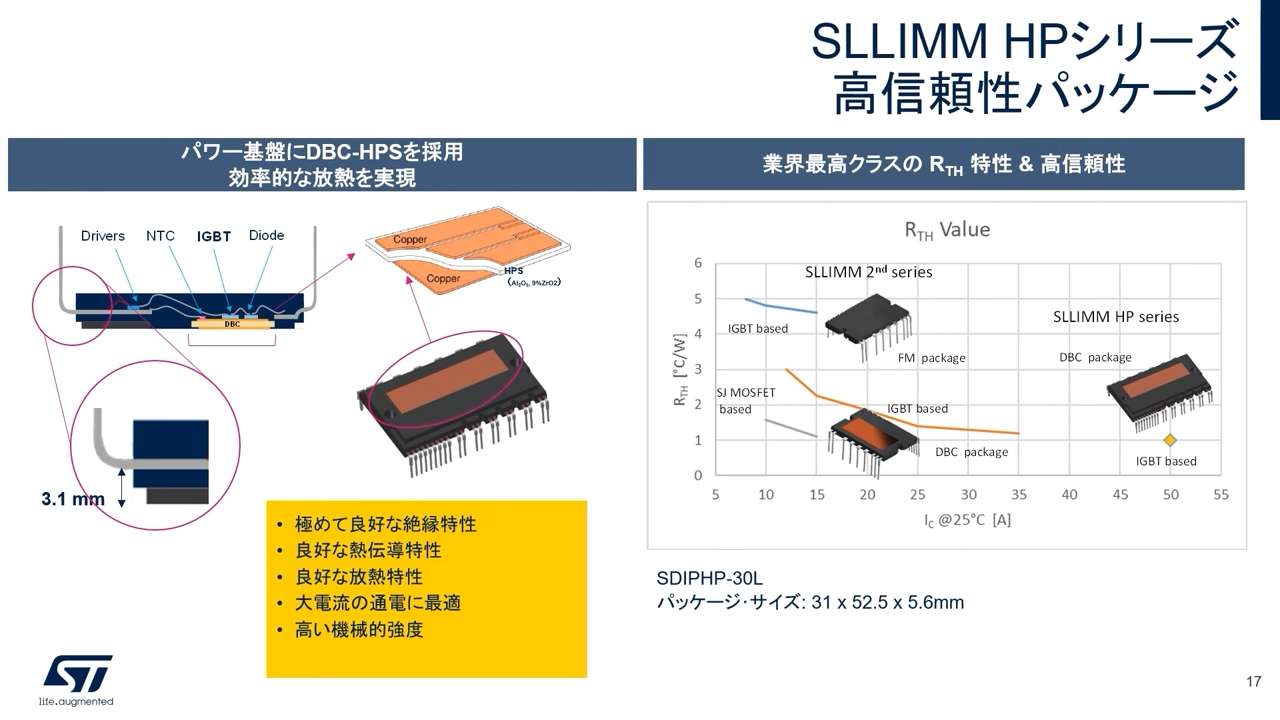 SLLIMM HPシリーズ
高信頼性パッケージ
パワー基盤にDBC-HPSを採用
効率的な放熱を実現
Drivers NTC IGBT Diode
DBC
Copper
Copper
HPS
(Al₂O₃, 9%ZrO2)
3.1 mm
• 極めて良好な絶縁特性
• 良好な熱伝導特性
• 良好な放熱特性
• 大電流の通電に最適
• 高い機械的強度
業界最高クラスの RTH 特性 & 高信頼性
RTH Value
SLLIMM 2nd series
IGBT based
FM package
SLLIMM HP series
DBC package
SJ MOSFET
based
IGBT based
DBC package
IGBT based
RTH [°C/W]
6
5
4
3
2
1
0
5 10 15 20 25 30 35 40 45 50 55
IC @25°C [A]
SDIPHP-30L
パッケージ･サイズ: 31 x 52.5 x 5.6mm
ST
life.augmented
17